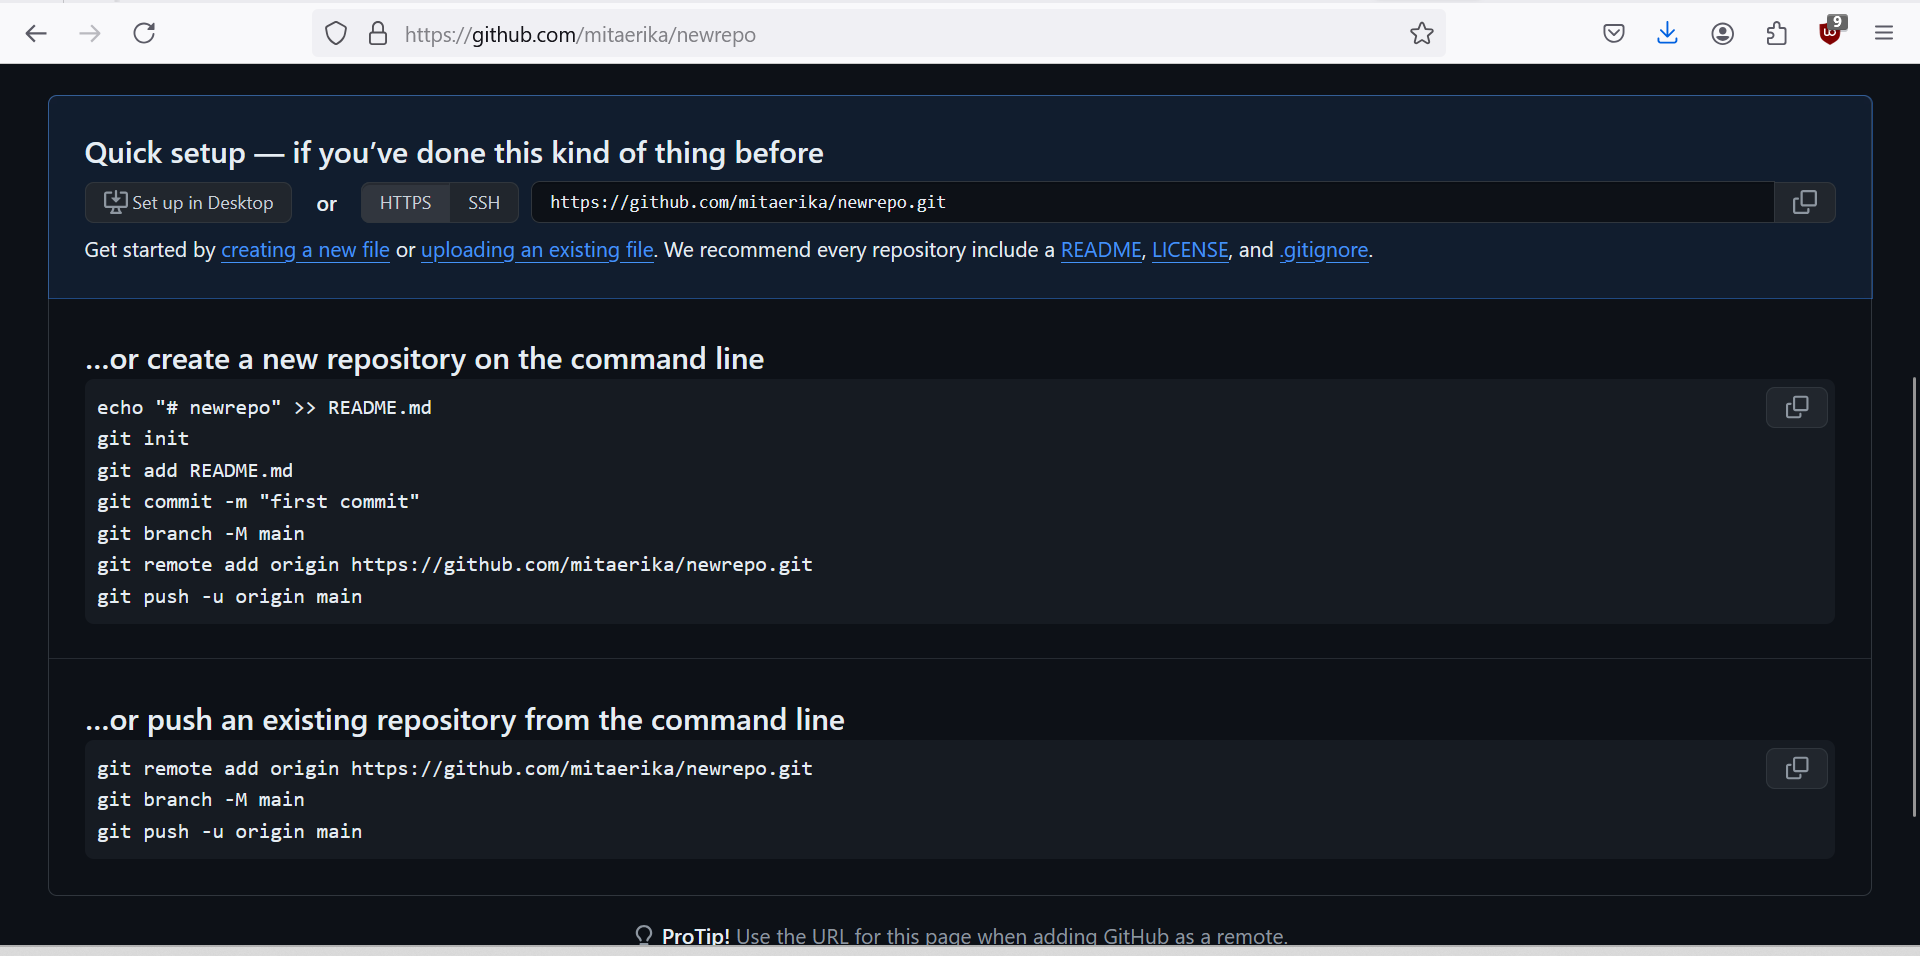 https://github.com/mitaerika/newrepo
9
Quick setup — if you’ve done this kind of thing before
Set up in Desktop or HTTPS SSH https://github.com/mitaerika/newrepo.git
Get started by creating a new file or uploading an existing file. We recommend every repository include a README, LICENSE, and .gitignore.
…or create a new repository on the command line
echo "# newrepo" >> README.md
git init
git add README.md
git commit -m "first commit"
git branch -M main
git remote add origin https://github.com/mitaerika/newrepo.git
git push -u origin main
…or push an existing repository from the command line
git remote add origin https://github.com/mitaerika/newrepo.git
git branch -M main
git push -u origin main
ProTip! Use the URL for this page when adding GitHub as a remote.